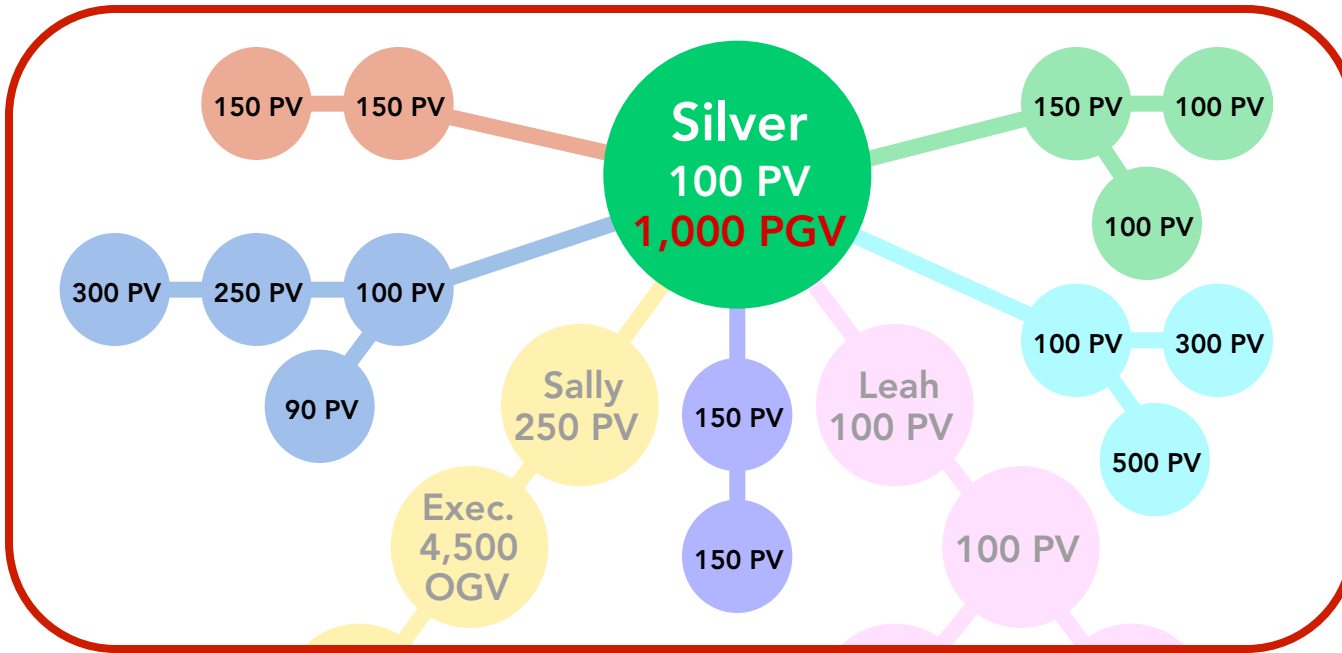 Silver
100 PV
1,000 PGV
150 PV
150 PV
150 PV
100 PV
100 PV
300 PV
250 PV
100 PV
90 PV
Sally
250 PV
Exec.
4,500
OGV
150 PV
150 PV
Leah
100 PV
100 PV
100 PV
300 PV
500 PV